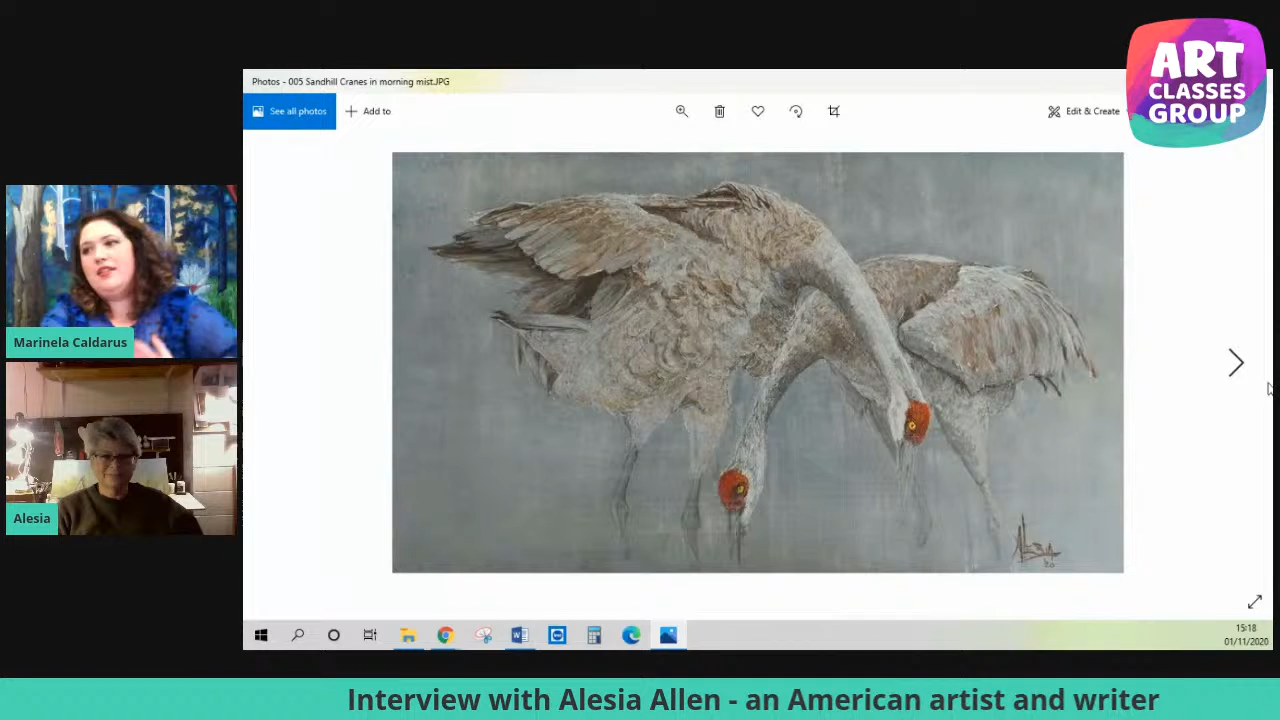 ART
CLASSES
GROUP
Photos - 005 Sandhill Cranes in morning mist.JPG
See all photos
Add to
Edit & Create
Marinela Caldarus
Alesia
15:18
01/11/2020
Interview with Alesia Allen - an American artist and writer